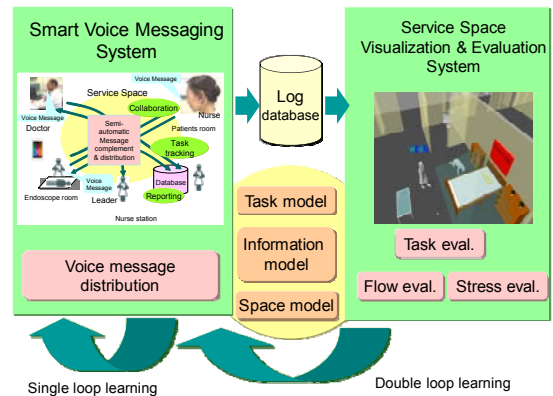 Smart Voice Messaging
System
Voice Message
Service Space
Collaboration
Nurse
Voice Message
Doctor
Patients room
Semi-
automatic
Message
complement
& distribution
Task
tracking
Database
Reporting
Voice
Message
Endoscope room
Leader
Nurse station
Voice message
distribution
Log
database
Task model
Information
model
Space model
Service Space
Visualization & Evaluation
System
Task eval.
Flow eval.
Stress eval.
Single loop learning
Double loop learning